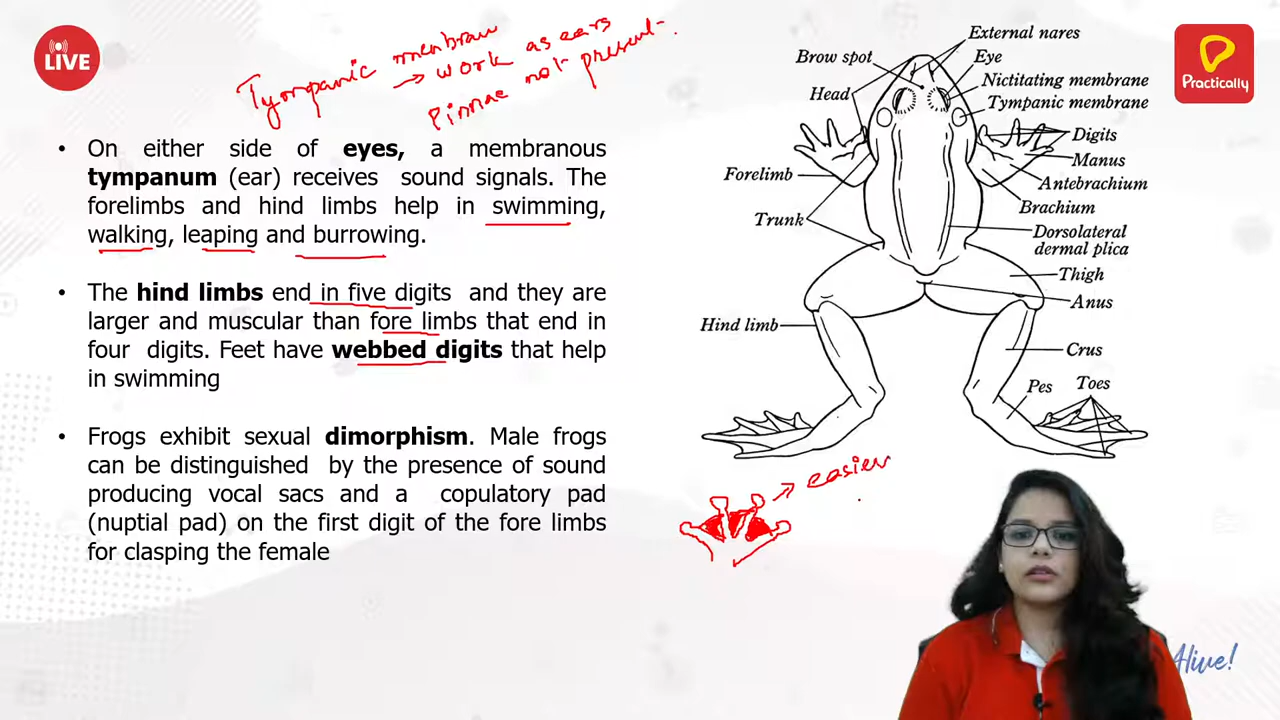 LIVE
Tympanic membrane
→ work as ears
Pinnae not present.
Practically
• On either side of eyes, a membranous
tympanum (ear) receives sound signals. The
forelimbs and hind limbs help in swimming,
walking, leaping and burrowing.
• The hind limbs end in five digits and they are
larger and muscular than fore limbs that end in
four digits. Feet have webbed digits that help
in swimming
• Frogs exhibit sexual dimorphism. Male frogs
can be distinguished by the presence of sound
producing vocal sacs and a copulatory pad
(nuptial pad) on the first digit of the fore limbs
for clasping the female
External nares
Brow spot
Eye
Nictitating membrane
Head
Tympanic membrane
Digits
Manus
Forelimb
Antebrachium
Brachium
Trunk
Dorsolateral
dermal plica
Thigh
Anus
Hind limb
Crus
Pes
Toes
→ easier
Alive!